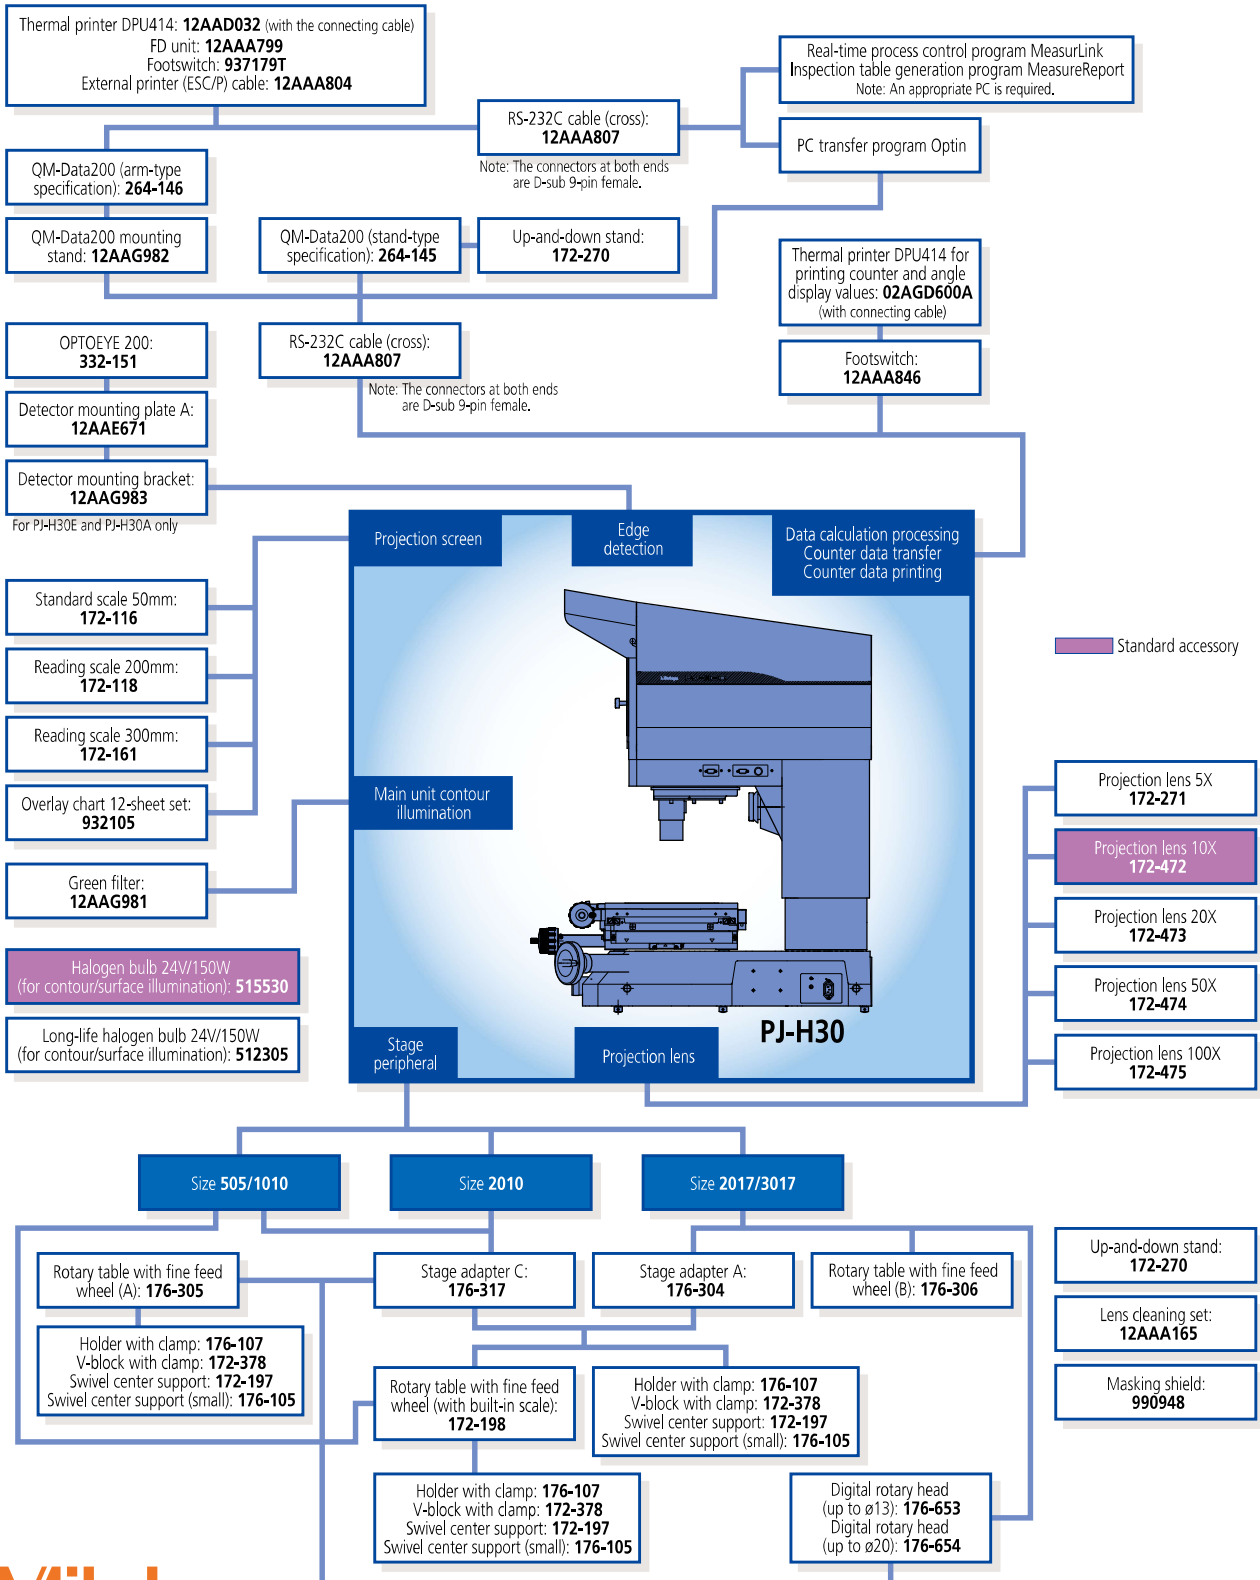 Thermal printer DPU414: 12AAD032 (with the connecting cable)
FD unit: 12AAA799
Footswitch: 937179T
External printer (ESC/P) cable: 12AAA804
Real-time process control program MeasurLink
Inspection table generation program MeasureReport
Note: An appropriate PC is required.
RS-232C cable (cross):
12AAA807
Note: The connectors at both ends
are D-sub 9-pin female.
PC transfer program Optin
QM-Data200 (arm-type
specification): 264-146
QM-Data200 mounting
stand: 12AAG982
QM-Data200 (stand-type
specification): 264-145
Up-and-down stand:
172-270
Thermal printer DPU414 for
printing counter and angle
display values: 02AGD600A
(with connecting cable)
OPTOEYE 200:
332-151
RS-232C cable (cross):
12AAA807
Note: The connectors at both ends
are D-sub 9-pin female.
Footswitch:
12AAA846
Detector mounting plate A:
12AAE671
Detector mounting bracket:
12AAG983
For PJ-H30E and PJ-H30A only
Projection screen
Edge
detection
Data calculation processing
Counter data transfer
Counter data printing
Standard scale 50mm:
172-116
Reading scale 200mm:
172-118
Reading scale 300mm:
172-161
Overlay chart 12-sheet set:
932105
Green filter:
12AAG981
Main unit contour
illumination
Standard accessory
Projection lens 5X
172-271
Projection lens 10X
172-472
Projection lens 20X
172-473
Projection lens 50X
172-474
Projection lens 100X
172-475
Halogen bulb 24V/150W
(for contour/surface illumination): 515530
Long-life halogen bulb 24V/150W
(for contour/surface illumination): 512305
PJ-H30
Stage
peripheral
Projection lens
Size 505/1010
Size 2010
Size 2017/3017
Rotary table with fine feed
wheel (A): 176-305
Stage adapter C:
176-317
Stage adapter A:
176-304
Rotary table with fine feed
wheel (B): 176-306
Up-and-down stand:
172-270
Lens cleaning set:
12AAA165
Masking shield:
990948
Holder with clamp: 176-107
V-block with clamp: 172-378
Swivel center support: 172-197
Swivel center support (small): 176-105
Rotary table with fine feed
wheel (with built-in scale):
172-198
Holder with clamp: 176-107
V-block with clamp: 172-378
Swivel center support: 172-197
Swivel center support (small): 176-105
Holder with clamp: 176-107
V-block with clamp: 172-378
Swivel center support: 172-197
Swivel center support (small): 176-105
Digital rotary head
(up to ø13): 176-653
Digital rotary head
(up to ø20): 176-654